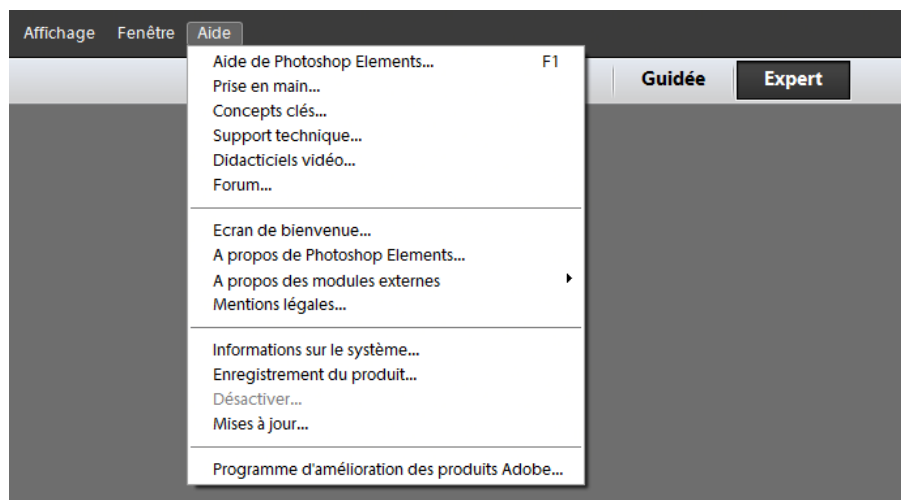 Affichage Fenêtre Aide
Aide de Photoshop Elements... F1
Guidée Expert
Prise en main...
Concepts clés...
Support technique...
Didacticiels vidéo...
Forum...
Ecran de bienvenue...
A propos de Photoshop Elements...
A propos des modules externes
Mentions légales...
Informations sur le système...
Enregistrement du produit...
Désactiver...
Mises à jour...
Programme d'amélioration des produits Adobe...